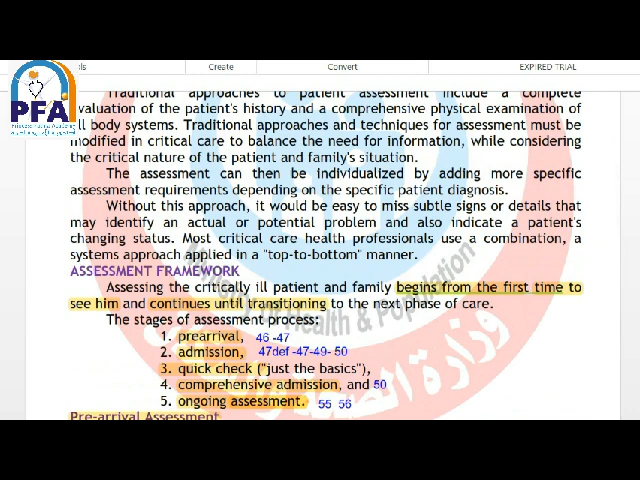 ols Create Convert EXPIRED TRIAL
PFA
Traditional approaches to patient assessment include a complete
evaluation of the patient's history and a comprehensive physical examination of
all body systems. Traditional approaches and techniques for assessment must be
modified in critical care to balance the need for information, while considering
the critical nature of the patient and family's situation.
The assessment can then be individualized by adding more specific
assessment requirements depending on the specific patient diagnosis.
Without this approach, it would be easy to miss subtle signs or details that
may identify an actual or potential problem and also indicate a patient's
changing status. Most critical care health professionals use a combination, a
systems approach applied in a "top-to-bottom" manner.
ASSESSMENT FRAMEWORK
Assessing the critically ill patient and family begins from the first time to
see him and continues until transitioning to the next phase of care.
The stages of assessment process:
1. prearrival, 46 -47
2. admission, 47def -47-49- 50
3. quick check ("just the basics"),
4. comprehensive admission, and 50
5. ongoing assessment. 55 56
Pre-arrival Assessment
Ministry of Health & Population
وزارة الصحة